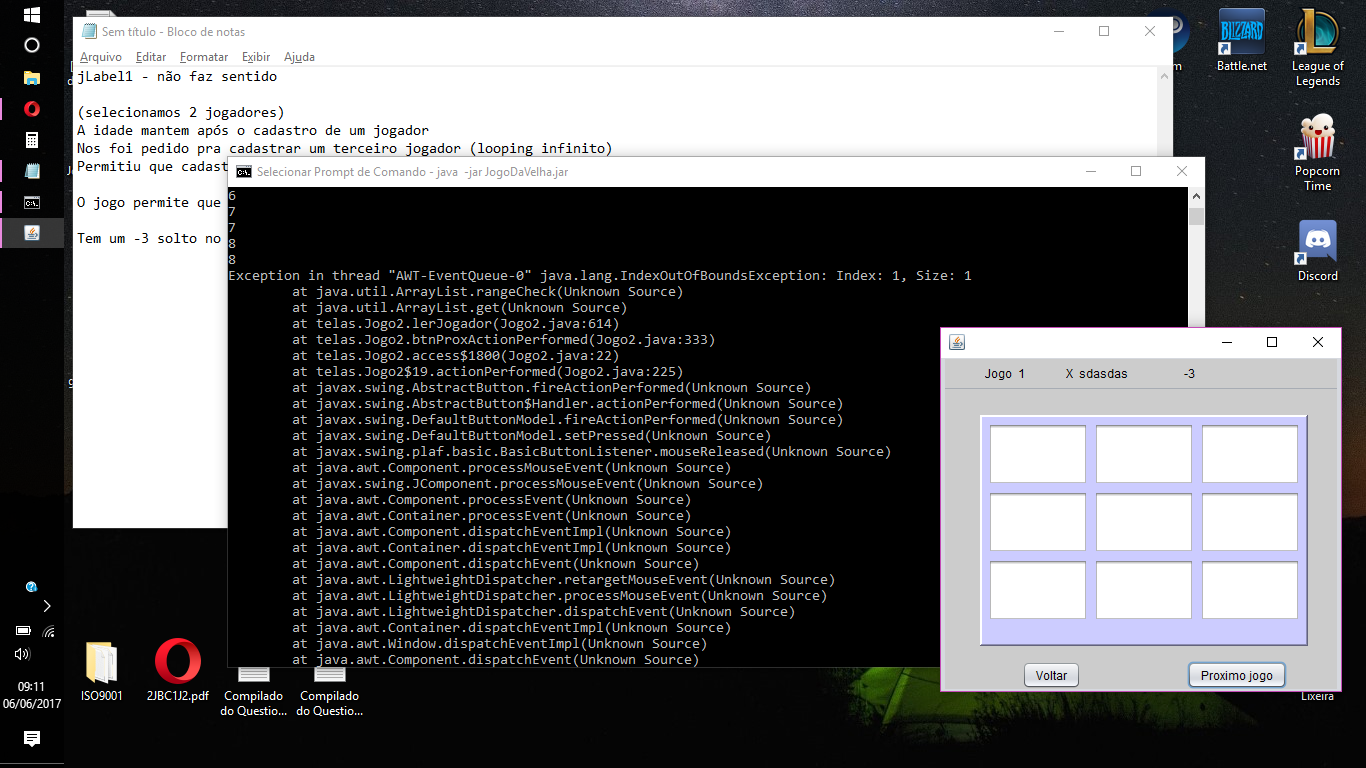 Sem título - Bloco de notas
Arquivo Editar Formatar Exibir Ajuda
jLabel1 - não faz sentido
(selecionamos 2 jogadores)
A idade mantem após o cadastro de um jogador
Nos foi pedido pra cadastrar um terceiro jogador (looping infinito)
Permitiu que
O jogo permite que
Tem um -3 solto no
Selecionar Prompt de Comando - java -jar JogoDaVelha.jar
6
7
7
8
8
Exception in thread "AWT-EventQueue-0" java.lang.IndexOutOfBoundsException: Index: 1, Size: 1
at java.util.ArrayList.rangeCheck(Unknown Source)
at java.util.ArrayList.get(Unknown Source)
at telas.Jogo2.lerJogador(Jogo2.java:614)
at telas.Jogo2.btnProxActionPerformed(Jogo2.java:333)
at telas.Jogo2.access$1800(Jogo2.java:22)
at telas.Jogo2$19.actionPerformed(Jogo2.java:225)
at javax.swing.AbstractButton.fireActionPerformed(Unknown Source)
at javax.swing.AbstractButton$Handler.actionPerformed(Unknown Source)
at javax.swing.DefaultButtonModel.fireActionPerformed(Unknown Source)
at javax.swing.DefaultButtonModel.setPressed(Unknown Source)
at javax.swing.plaf.basic.BasicButtonListener.mouseReleased(Unknown Source)
at java.awt.Component.processMouseEvent(Unknown Source)
at javax.swing.JComponent.processMouseEvent(Unknown Source)
at java.awt.Component.processEvent(Unknown Source)
at java.awt.Container.processEvent(Unknown Source)
at java.awt.Component.dispatchEventImpl(Unknown Source)
at java.awt.Container.dispatchEventImpl(Unknown Source)
at java.awt.Component.dispatchEvent(Unknown Source)
at java.awt.LightweightDispatcher.retargetMouseEvent(Unknown Source)
at java.awt.LightweightDispatcher.processMouseEvent(Unknown Source)
at java.awt.LightweightDispatcher.dispatchEvent(Unknown Source)
at java.awt.Container.dispatchEventImpl(Unknown Source)
at java.awt.Window.dispatchEventImpl(Unknown Source)
at java.awt.Component.dispatchEvent(Unknown Source)
Jogo 1 X sdasdas -3
Voltar Proximo jogo
BLIZZARD
Battle.net
League of
Legends
Popcorn
Time
Discord
Lixeira
ISO9001
2JBC1J2.pdf
Compilado
do Questio...
Compilado
do Questio...
09:11
06/06/2017